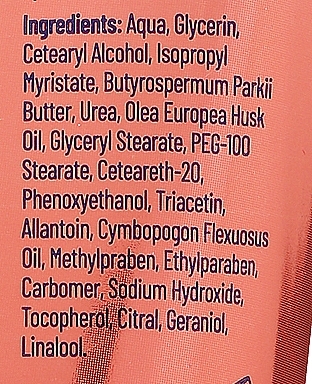 Ingredients: Aqua, Glycerin,
Cetearyl Alcohol, Isopropyl
Myristate, Butyrospermum Parkii
Butter, Urea, Olea Europea Husk
Oil, Glyceryl Stearate, PEG-100
Stearate, Ceteareth-20,
Phenoxyethanol, Triacetin,
Allantoin, Cymbopogon Flexuosus
Oil, Methylpraben, Ethylparaben,
Carbomer, Sodium Hydroxide,
Tocopherol, Citral, Geraniol,
Linalool.